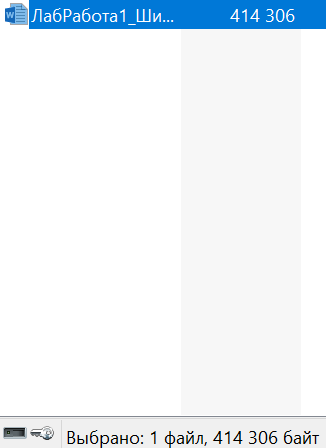 ЛабРабота1_Ши... 414 306
Выбрано: 1 файл, 414 306 байт